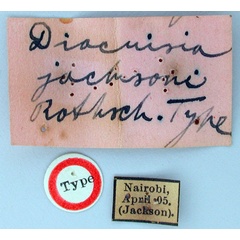 Diacrisia
jacksoni
Rothsch. Type
Type
Nairobi,
April 95.
(Jackson).